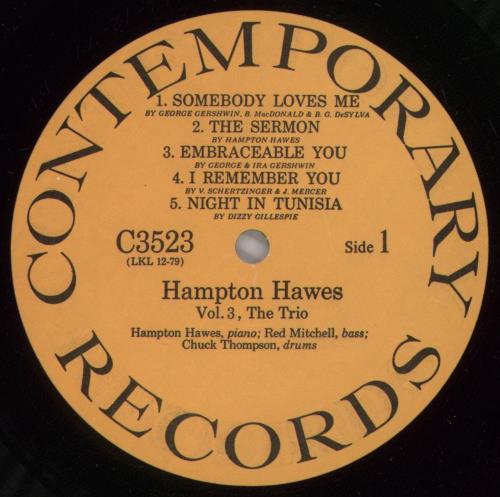 CONTEMPORARY
1. SOMEBODY LOVES ME
BY GEORGE GERSHWIN, B. MacDONALD & B. G. DeSYLVA
2. THE SERMON
BY HAMPTON HAWES
3. EMBRACEABLE YOU
BY GEORGE & IRA GERSHWIN
4. I REMEMBER YOU
BY V. SCHERTZINGER & J. MERCER
5. NIGHT IN TUNISIA
BY DIZZY GILLESPIE
C3523
(LKL 12-79)
Side 1
Hampton Hawes
Vol. 3, The Trio
Hampton Hawes, piano; Red Mitchell, bass;
Chuck Thompson, drums
RECORDS